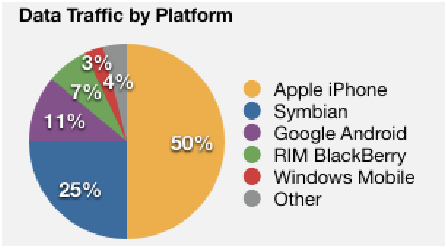 Data Traffic by Platform
3%
4%
7%
11%
50%
25%
Apple iPhone
Symbian
Google Android
RIM BlackBerry
Windows Mobile
Other